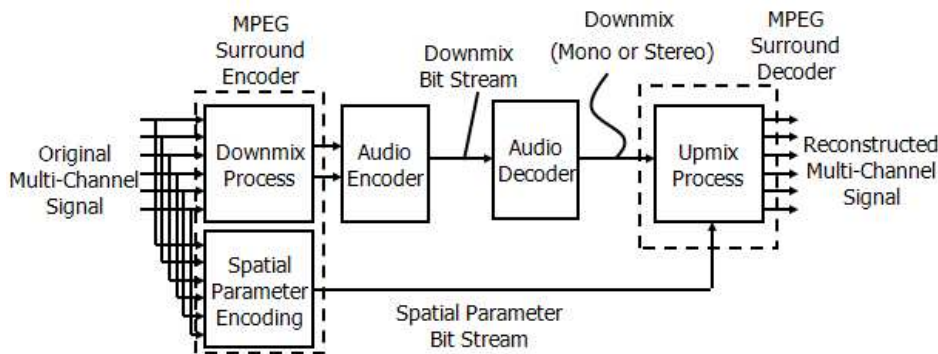 MPEG
Surround
Encoder
Downmix
Bit Stream
Downmix
(Mono or Stereo)
MPEG
Surround
Decoder
Original
Multi-Channel
Signal
Downmix
Process
Audio
Encoder
Audio
Decoder
Upmix
Process
Reconstructed
Multi-Channel
Signal
Spatial
Parameter
Encoding
Spatial Parameter
Bit Stream